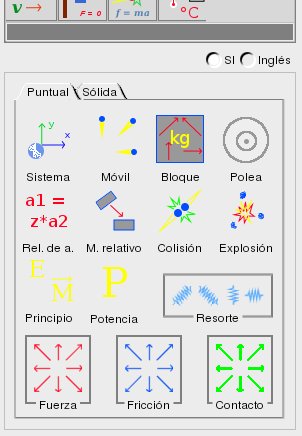 v→ F = 0 f = ma °C
SI Inglés
Puntual Sólida
y x kg
Sistema Móvil Bloque Polea
a1 =
z*a2
Rel. de a. M. relativo Colisión Explosión
E M P
Principio Potencia Resorte
Fuerza Fricción Contacto